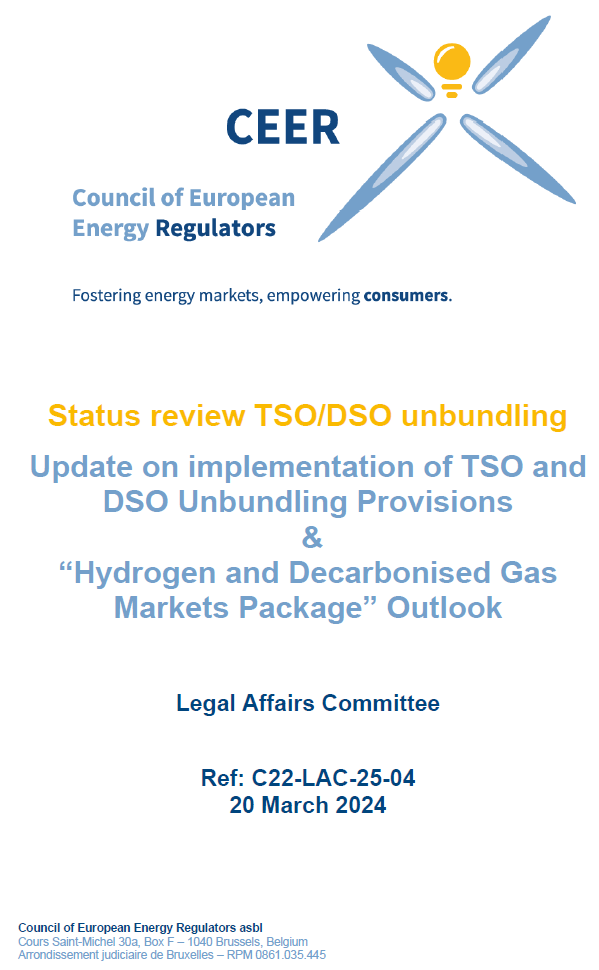 CEER
Council of European
Energy Regulators
Fostering energy markets, empowering consumers.
Status review TSO/DSO unbundling
Update on implementation of TSO and
DSO Unbundling Provisions
&
“Hydrogen and Decarbonised Gas
Markets Package” Outlook
Legal Affairs Committee
Ref: C22-LAC-25-04
20 March 2024
Council of European Energy Regulators asbl
Cours Saint-Michel 30a, Box F – 1040 Brussels, Belgium
Arrondissement judiciaire de Bruxelles – RPM 0861.035.445